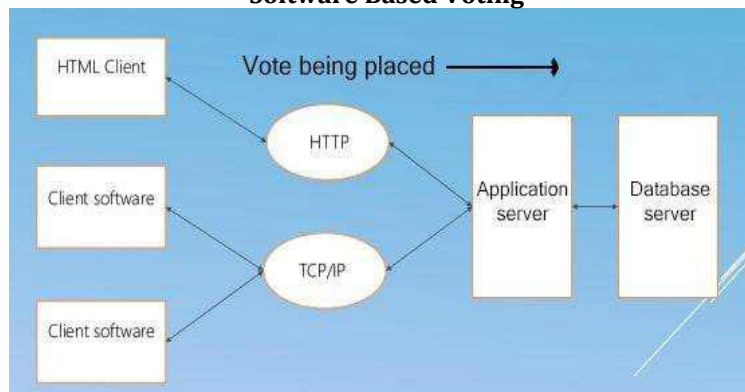 Software Based Voting
HTML Client
Vote being placed
HTTP
Client software
Application
server
Database
server
TCP/IP
Client software